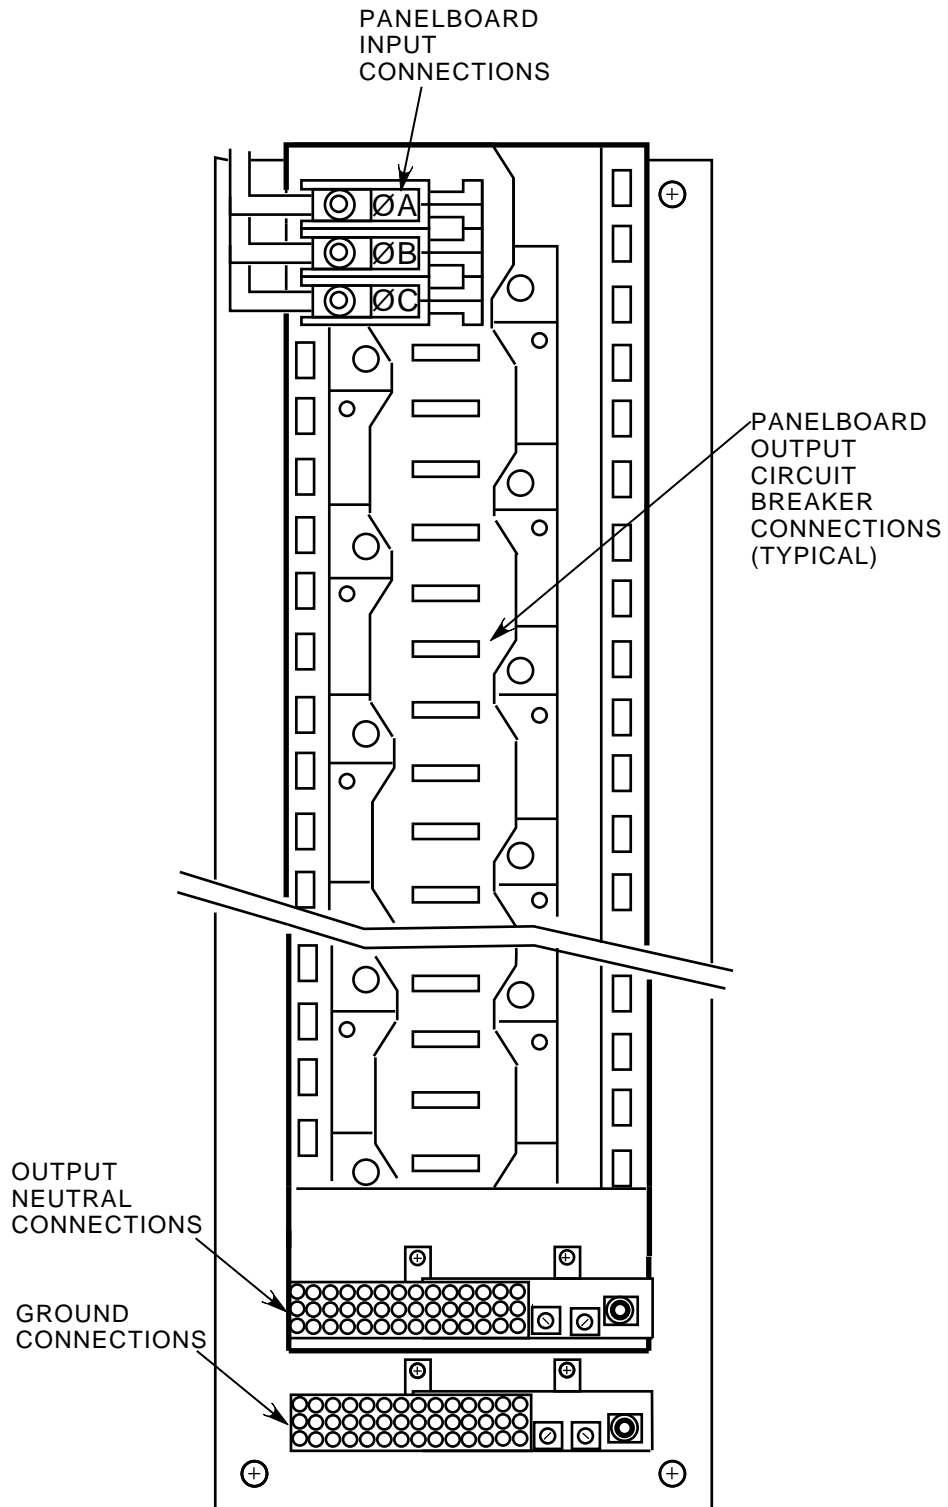 PANELBOARD
INPUT
CONNECTIONS
ØA
ØB
ØC
PANELBOARD
OUTPUT
CIRCUIT
BREAKER
CONNECTIONS
(TYPICAL)
OUTPUT
NEUTRAL
CONNECTIONS
GROUND
CONNECTIONS